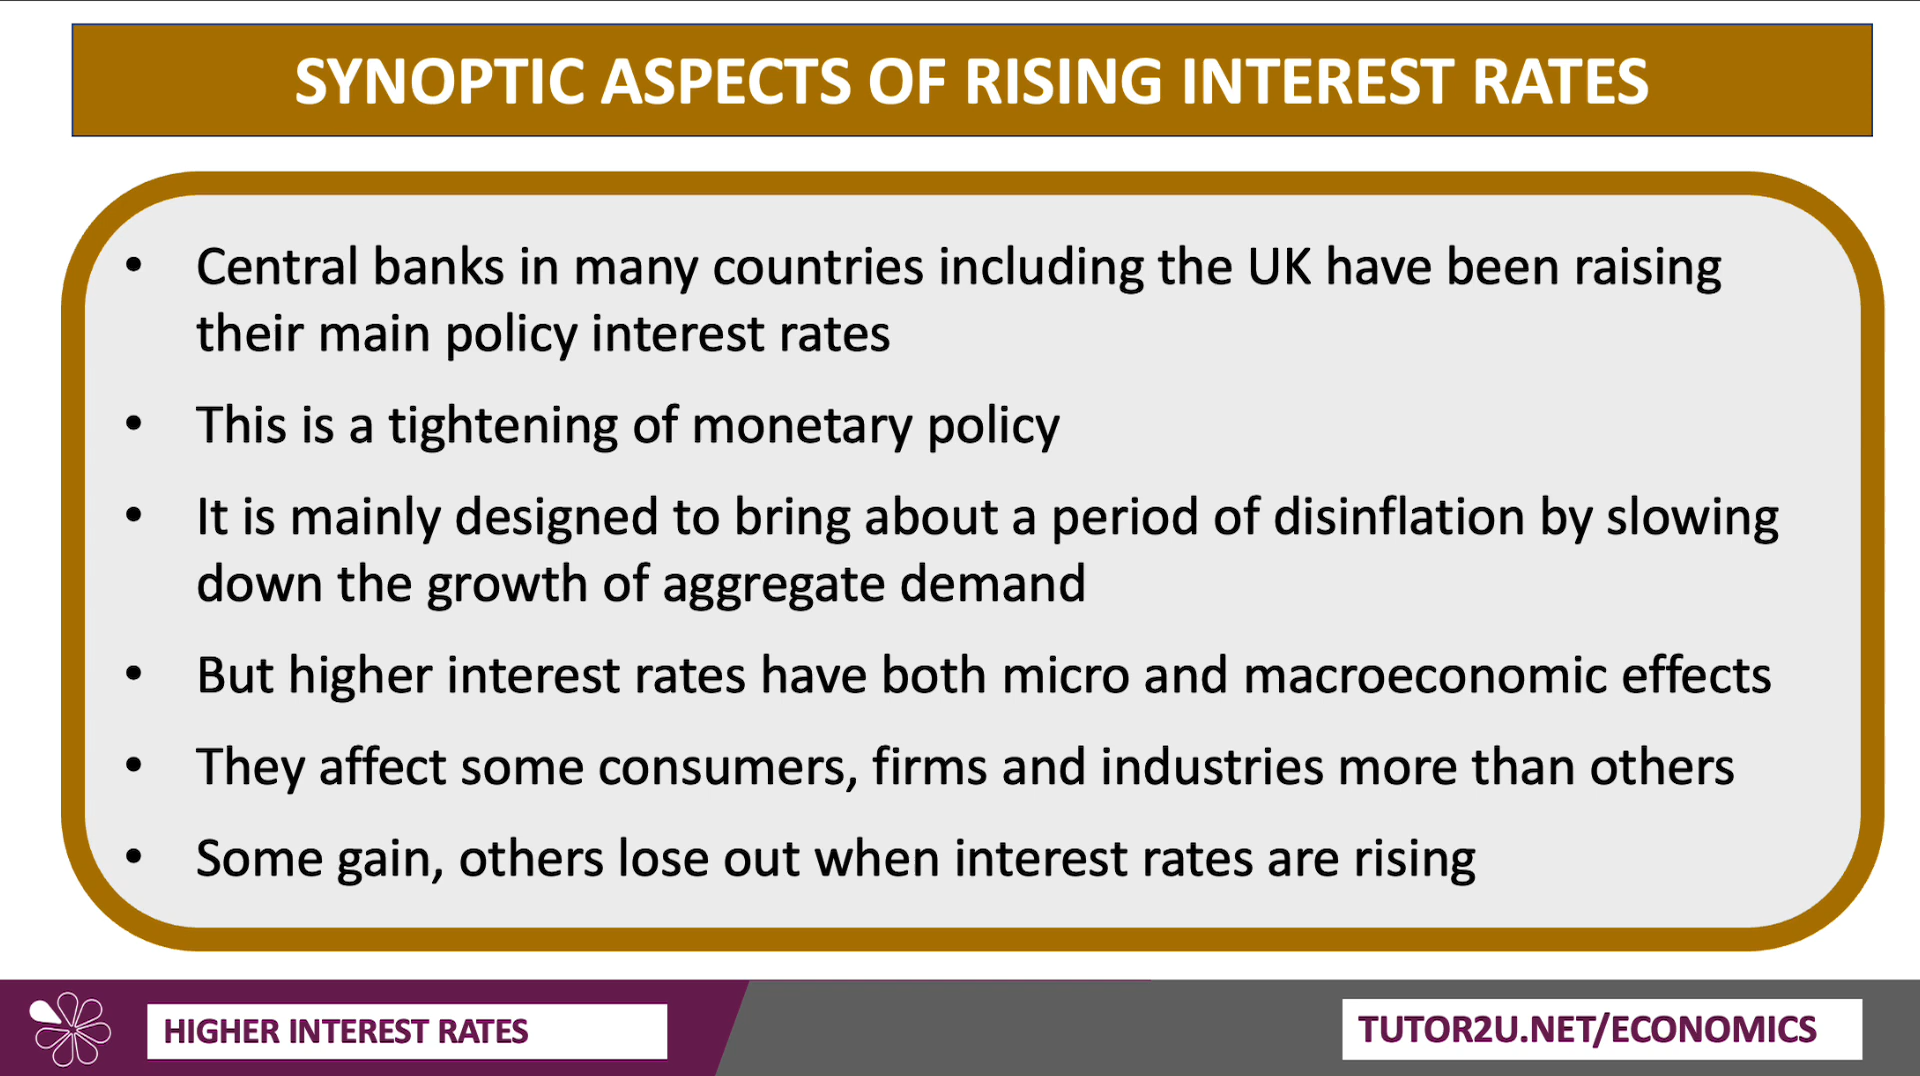 SYNOPTIC ASPECTS OF RISING INTEREST RATES
• Central banks in many countries including the UK have been raising
their main policy interest rates
• This is a tightening of monetary policy
• It is mainly designed to bring about a period of disinflation by slowing
down the growth of aggregate demand
• But higher interest rates have both micro and macroeconomic effects
• They affect some consumers, firms and industries more than others
• Some gain, others lose out when interest rates are rising
HIGHER INTEREST RATES
TUTOR2U.NET/ECONOMICS